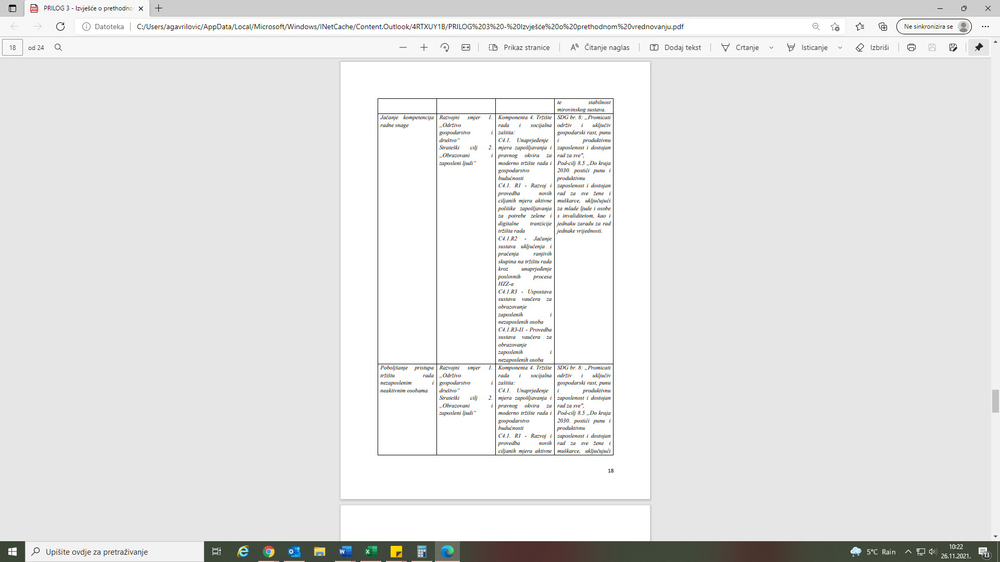 PRILOG 3 - Izvješće o prethodno
Datoteka
C:/Users/agavrilovic/AppData/Local/Microsoft/Windows/INetCache/Content.Outlook/4RTXUY1B/PRILOG%203%20-%20Izvješće%20o%20prethodnom%20vrednovanju.pdf
Ne sinkronizira se
18 od 24
Prikaz stranice
Čitanje naglas
Dodaj tekst
Crtanje
Isticanje
Izbriši
te stabilnost
mirovinskog sustava.
Jačanje kompetencija
radne snage
Razvojni smjer 1.
„Održivo
gospodarstvo i
društvo“
Strateški cilj 2.
„Obrazovani i
zaposleni ljudi“
Komponenta 4. Tržište
rada i socijalna
zaštita:
C4.1. Unaprjeđenje
mjera zapošljavanja i
pravnog okvira za
moderno tržište rada i
gospodarstvo
budućnosti
C4.1. R1 - Razvoj i
provedba novih
ciljanih mjera aktivne
politike zapošljavanja
za potrebe zelene i
digitalne tranzicije
tržišta rada
C4.1.R2 - Jačanje
sustava uključenja i
praćenja ranjivih
skupina na tržištu rada
kroz unaprjeđenje
poslovnih procesa
HZZ-a
C4.1.R3 - Uspostava
sustava vaučera za
obrazovanje
zaposlenih i
nezaposlenih osoba
C4.1.R3-I1 - Provedba
sustava vaučera za
obrazovanje
zaposlenih i
nezaposlenih osoba
SDG br. 8: „Promicati
održiv i uključiv
gospodarski rast, punu
i produktivnu
zaposlenost i dostojan
rad za sve",
Pod-cilj 8.5 „Do kraja
2030. postići punu i
produktivnu
zaposlenost i dostojan
rad za sve žene i
muškarce, uključujući
za mlade ljude i osobe
s invaliditetom, kao i
jednaku zaradu za rad
jednake vrijednosti.
Poboljšanje pristupa
tržištu rada
nezaposlenim i
neaktivnim osobama
Razvojni smjer 1.
„Održivo
gospodarstvo i
društvo“
Strateški cilj 2.
„Obrazovani i
zaposleni ljudi“
Komponenta 4. Tržište
rada i socijalna
zaštita:
C4.1. Unaprjeđenje
mjera zapošljavanja i
pravnog okvira za
moderno tržište rada i
gospodarstvo
budućnosti
C4.1. R1 - Razvoj i
provedba novih
ciljanih mjera aktivne
SDG br. 8: „Promicati
održiv i uključiv
gospodarski rast, punu
i produktivnu
zaposlenost i dostojan
rad za sve",
Pod-cilj 8.5 „Do kraja
2030. postići punu i
produktivnu
zaposlenost i dostojan
rad za sve žene i
muškarce, uključujući
18
Upišite ovdje za pretraživanje
5°C Rain
10:22
26.11.2021.
13